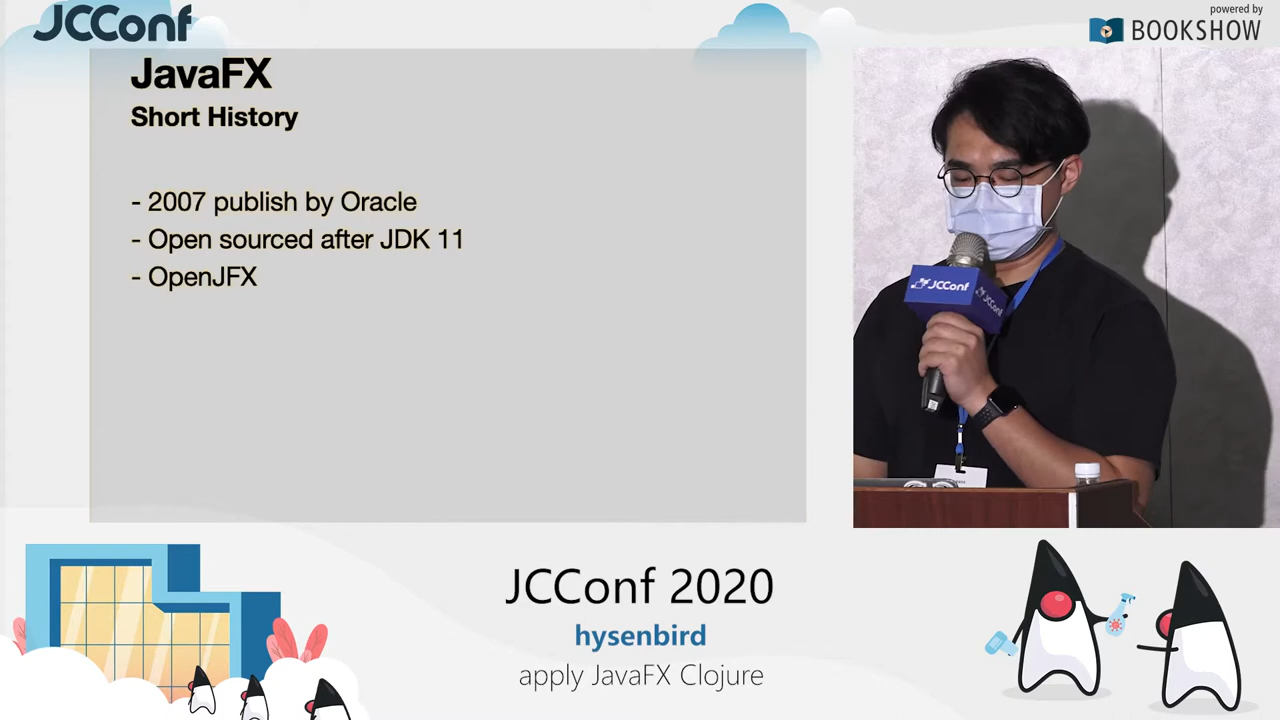 JCConf
powered by
BOOKSHOW
JavaFX
Short History
- 2007 publish by Oracle
- Open sourced after JDK 11
- OpenJFX
JCConf
JCConf
JCConf 2020
hysenbird
apply JavaFX Clojure